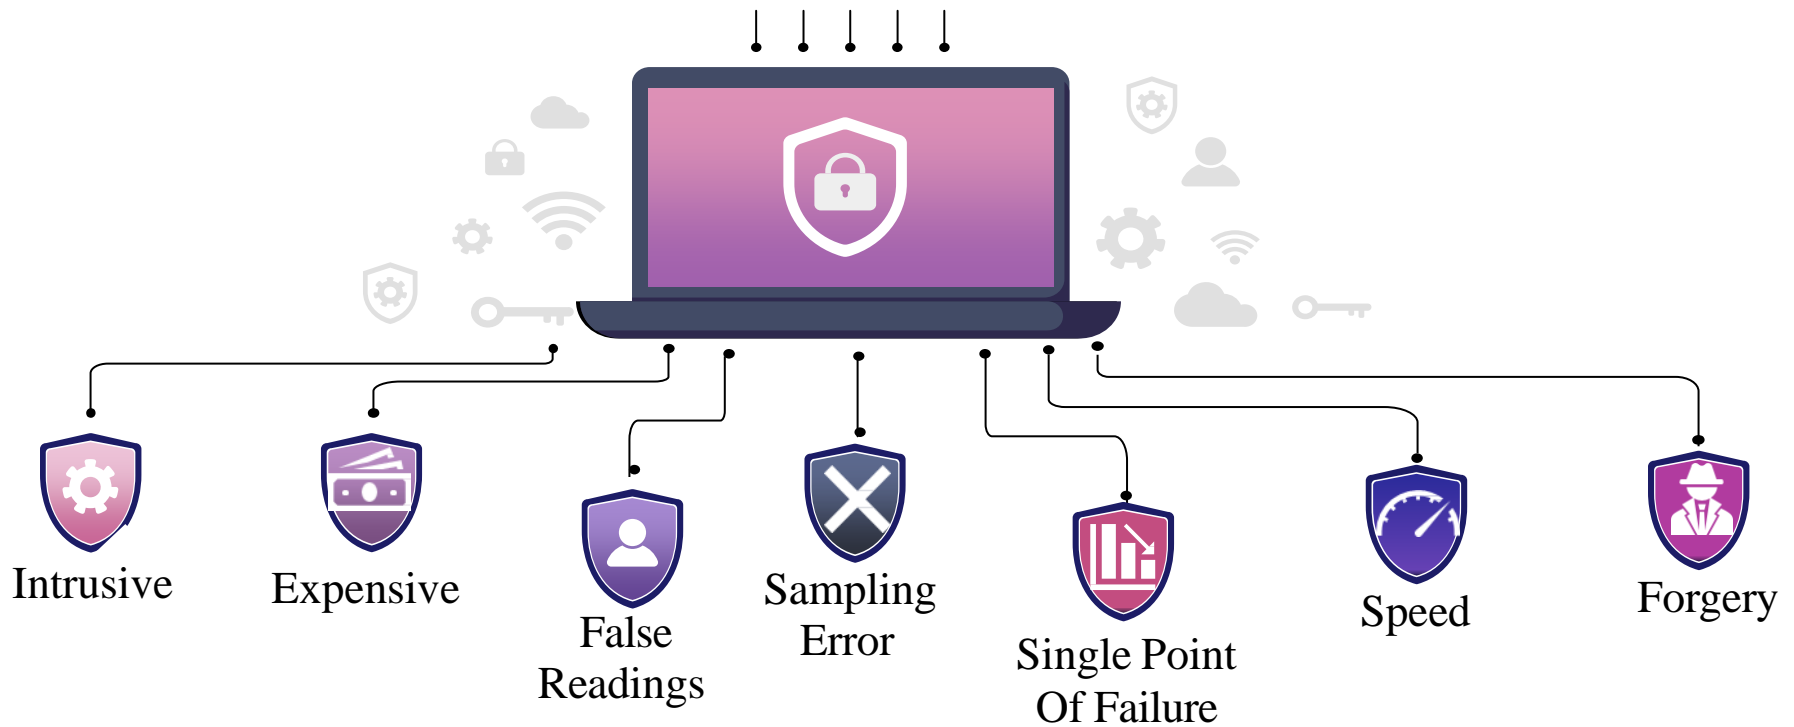 Intrusive
Expensive
False
Readings
Sampling
Error
Single Point
Of Failure
Speed
Forgery